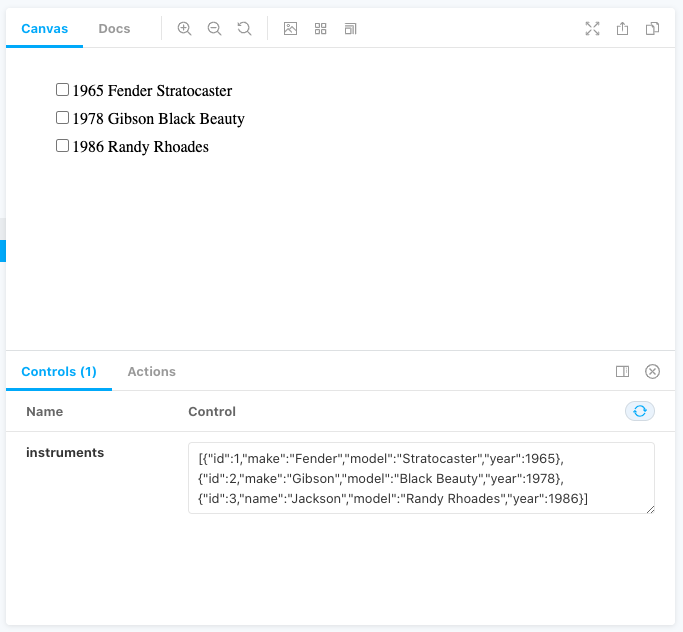 Canvas Docs
1965 Fender Stratocaster
1978 Gibson Black Beauty
1986 Randy Rhoades
Controls (1) Actions
Name Control
instruments
[{"id":1,"make":"Fender","model":"Stratocaster","year":1965},
{"id":2,"make":"Gibson","model":"Black Beauty","year":1978},
{"id":3,"name":"Jackson","model":"Randy Rhoades","year":1986}]